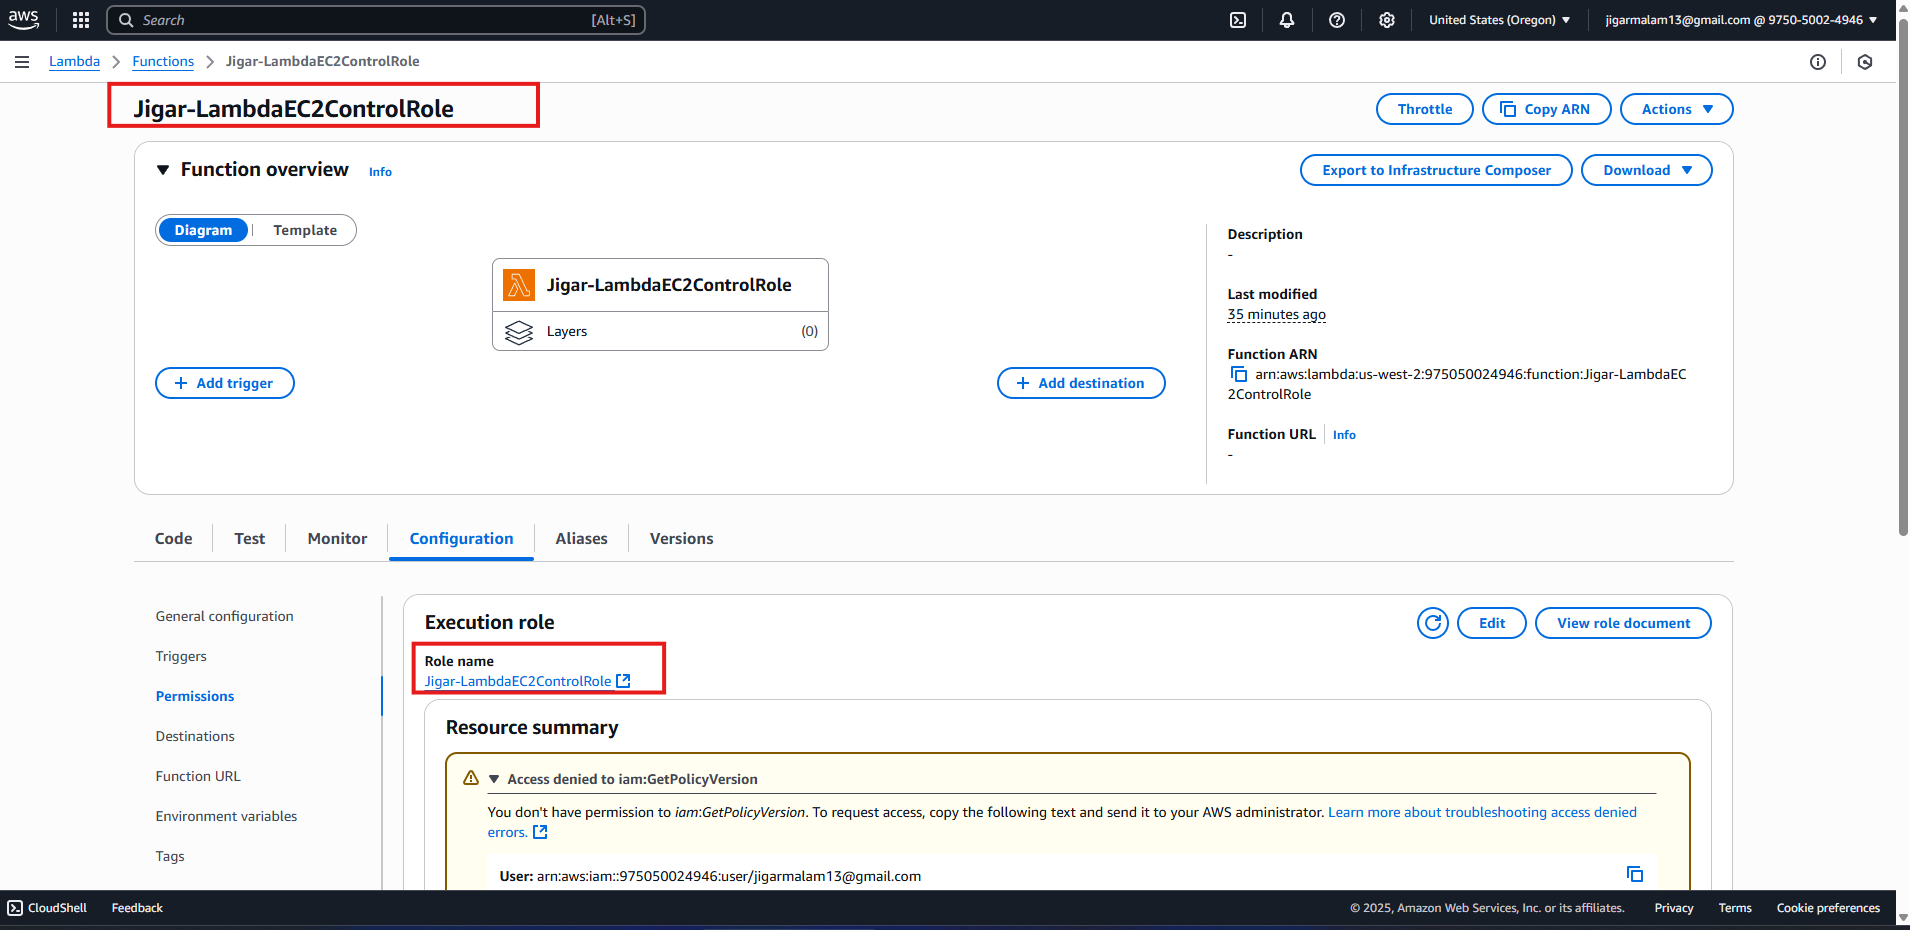 aws
Search
[Alt+S]
United States (Oregon)
jigarmalam13@gmail.com @ 9750-5002-4946
Lambda
Functions
Jigar-LambdaEC2ControlRole
Jigar-LambdaEC2ControlRole
Throttle
Copy ARN
Actions
Function overview
Info
Export to Infrastructure Composer
Download
Diagram
Template
Jigar-LambdaEC2ControlRole
Layers
(0)
Add trigger
Add destination
Description
-
Last modified
35 minutes ago
Function ARN
arn:aws:lambda:us-west-2:975050024946:function:Jigar-LambdaEC
2ControlRole
Function URL
Info
-
Code
Test
Monitor
Configuration
Aliases
Versions
General configuration
Triggers
Permissions
Destinations
Function URL
Environment variables
Tags
Execution role
Edit
View role document
Role name
Jigar-LambdaEC2ControlRole
Resource summary
Access denied to iam:GetPolicyVersion
You don't have permission to iam:GetPolicyVersion. To request access, copy the following text and send it to your AWS administrator. Learn more about troubleshooting access denied
errors.
User: arn:aws:iam::975050024946:user/jigarmalam13@gmail.com
CloudShell
Feedback
© 2025, Amazon Web Services, Inc. or its affiliates.
Privacy
Terms
Cookie preferences